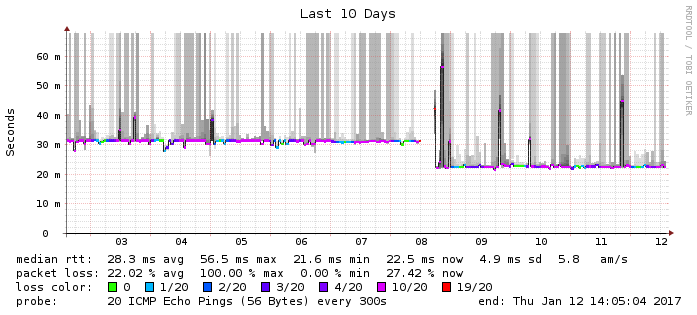 Last 10 Days
RRDTOOL / TOBI OETIKER
Seconds
60 m
50 m
40 m
30 m
20 m
10 m
0
03 04 05 06 07 08 09 10 11 12
median rtt: 28.3 ms avg 56.5 ms max 21.6 ms min 22.5 ms now 4.9 ms sd 5.8 am/s
packet loss: 22.02 % avg 100.00 % max 0.00 % min 27.42 % now
loss color: 0 1/20 2/20 3/20 4/20 10/20 19/20
probe: 20 ICMP Echo Pings (56 Bytes) every 300s end: Thu Jan 12 14:05:04 2017